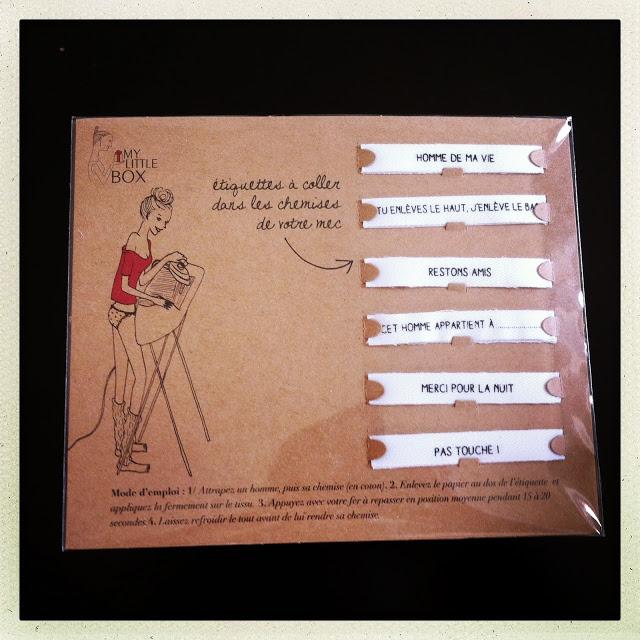 MY
LITTLE
BOX
étiquettes à coller
dans les chemises
de votre mec
HOMME DE MA VIE
TU ENLÈVES LE HAUT, J'ENLÈVE LE BA
RESTONS AMIS
CET HOMME APPARTIENT À ....................
MERCI POUR LA NUIT
PAS TOUCHE !
Mode d'emploi : 1/ Attrapez un homme, puis sa chemise (en coton). 2. Enlevez le papier au dos de l'étiquette et
appliquez la fermement sur le tissu. 3. Appuyez avec votre fer à repasser en position moyenne pendant 15 à 20
secondes.4. Laissez refroidir le tout avant de lui rendre sa chemise.